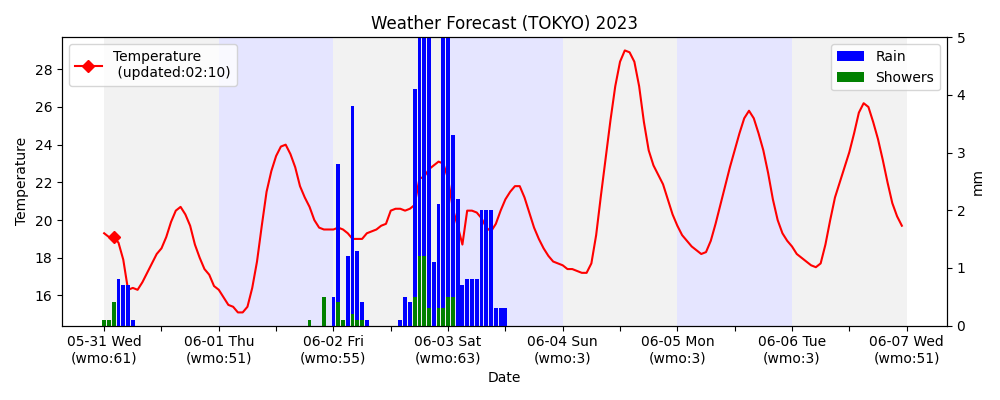 Weather Forecast (TOKYO) 2023
Temperature
(updated:02:10)
Rain
Showers
Temperature
28
26
24
22
20
18
16
5
4
3
2
1
0
mm
05-31 Wed
(wmo:61)
06-01 Thu
(wmo:51)
06-02 Fri
(wmo:55)
06-03 Sat
(wmo:63)
06-04 Sun
(wmo:3)
06-05 Mon
(wmo:3)
06-06 Tue
(wmo:3)
06-07 Wed
(wmo:51)
Date